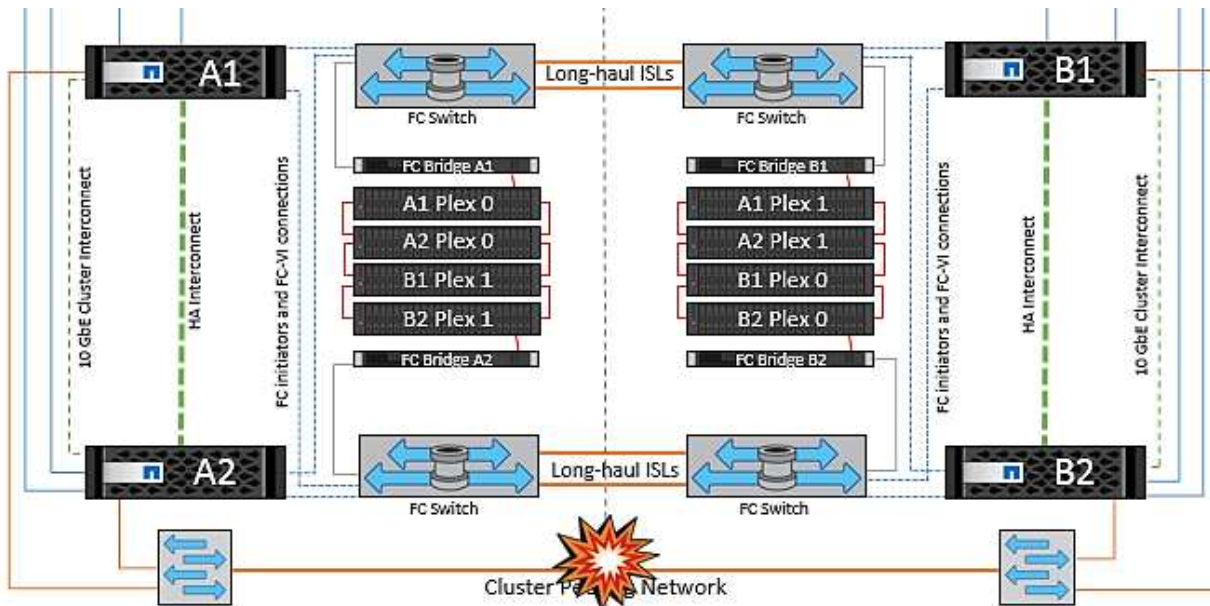 A1
B1
Long-haul ISLs
FC Switch
FC Switch
FC Bridge A1
FC Bridge B1
A1 Plex 0
A1 Plex 1
A2 Plex 0
A2 Plex 1
B1 Plex 1
B1 Plex 0
B2 Plex 1
B2 Plex 0
FC Bridge A2
FC Bridge B2
10 GbE Cluster Interconnect
HA Interconnect
FC initiators and FC-VI connections
FC initiators and FC-VI connections
HA Interconnect
10 GbE Cluster Interconnect
A2
B2
Long-haul ISLs
FC Switch
FC Switch
Cluster Network